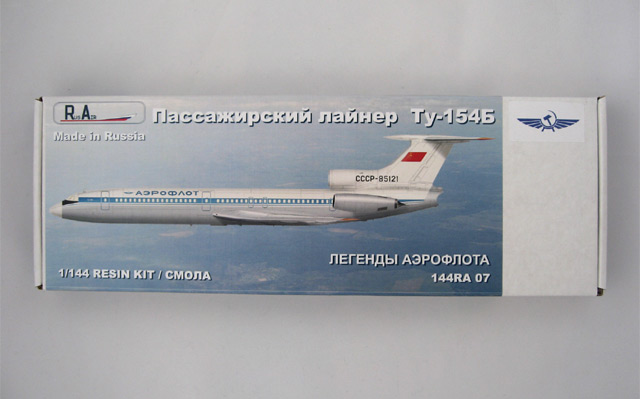 RusAir
Made in Russia
Пассажирский лайнер Ту-154Б
АЭРОФЛОТ
СССР-85121
1/144 RESIN KIT / СМОЛА
ЛЕГЕНДЫ АЭРОФЛОТА
144RA 07